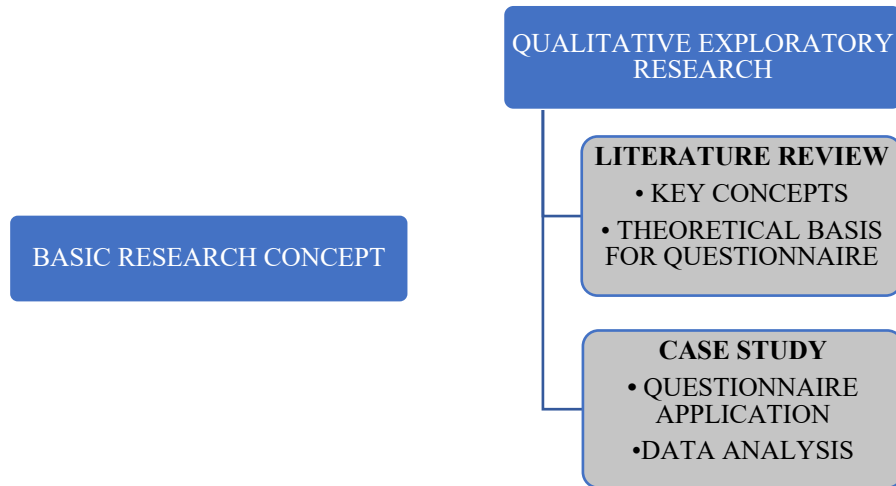 BASIC RESEARCH CONCEPT
QUALITATIVE EXPLORATORY
RESEARCH
LITERATURE REVIEW
• KEY CONCEPTS
• THEORETICAL BASIS
FOR QUESTIONNAIRE
CASE STUDY
• QUESTIONNAIRE
APPLICATION
•DATA ANALYSIS